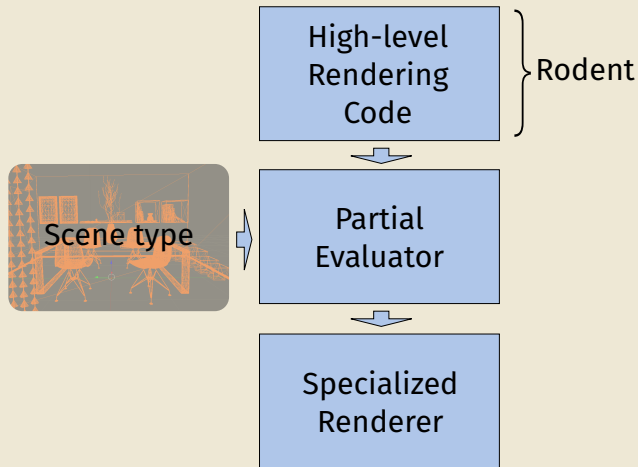 High-level
Rendering
Code
Rodent
Scene type
Partial
Evaluator
Specialized
Renderer